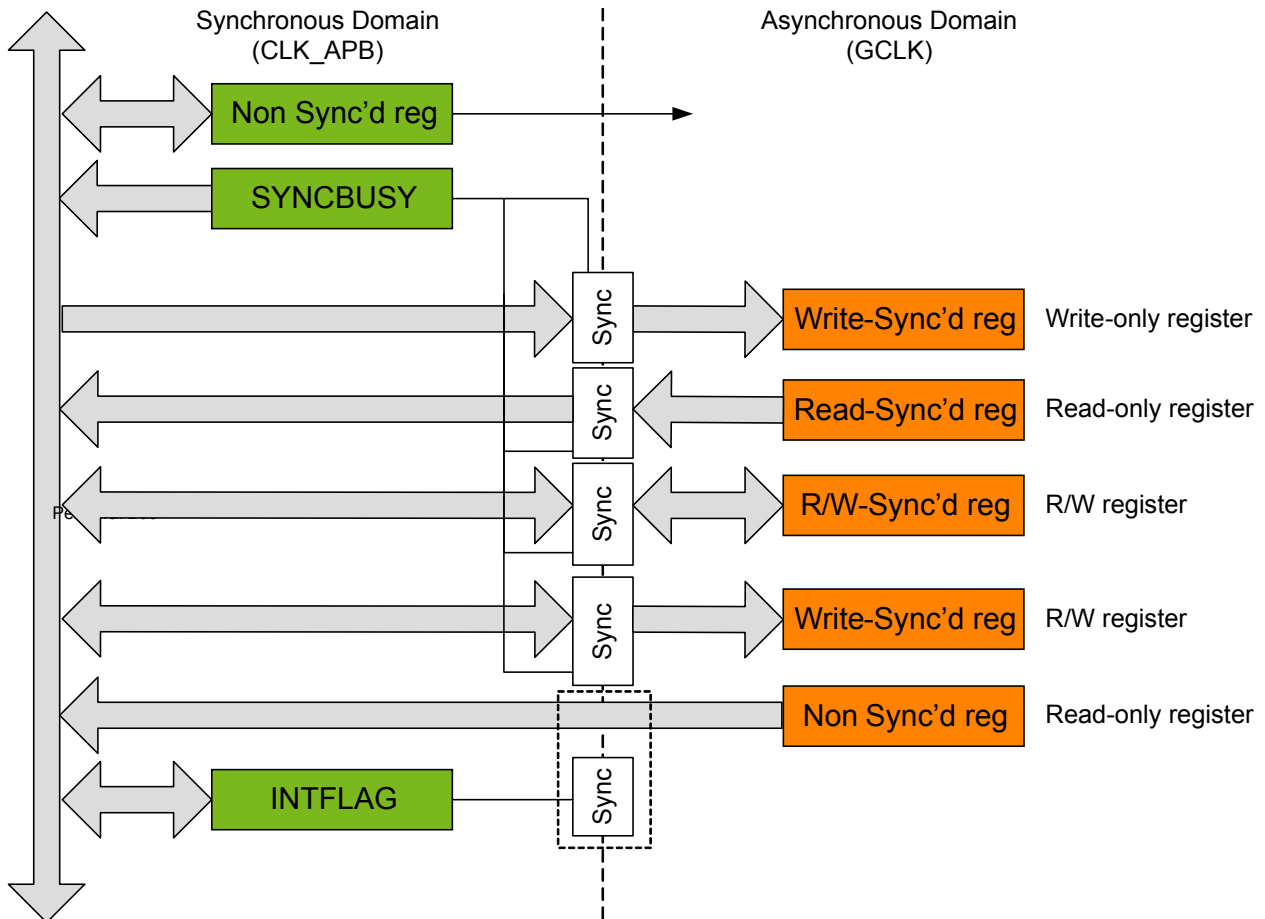 Synchronous Domain
(CLK_APB)
Asynchronous Domain
(GCLK)
Non Sync’d reg
SYNCBUSY
Sync
Write-Sync’d reg
Write-only register
Sync
Read-Sync’d reg
Read-only register
Sync
R/W-Sync’d reg
R/W register
Sync
Write-Sync’d reg
R/W register
Non Sync’d reg
Read-only register
INTFLAG
Sync